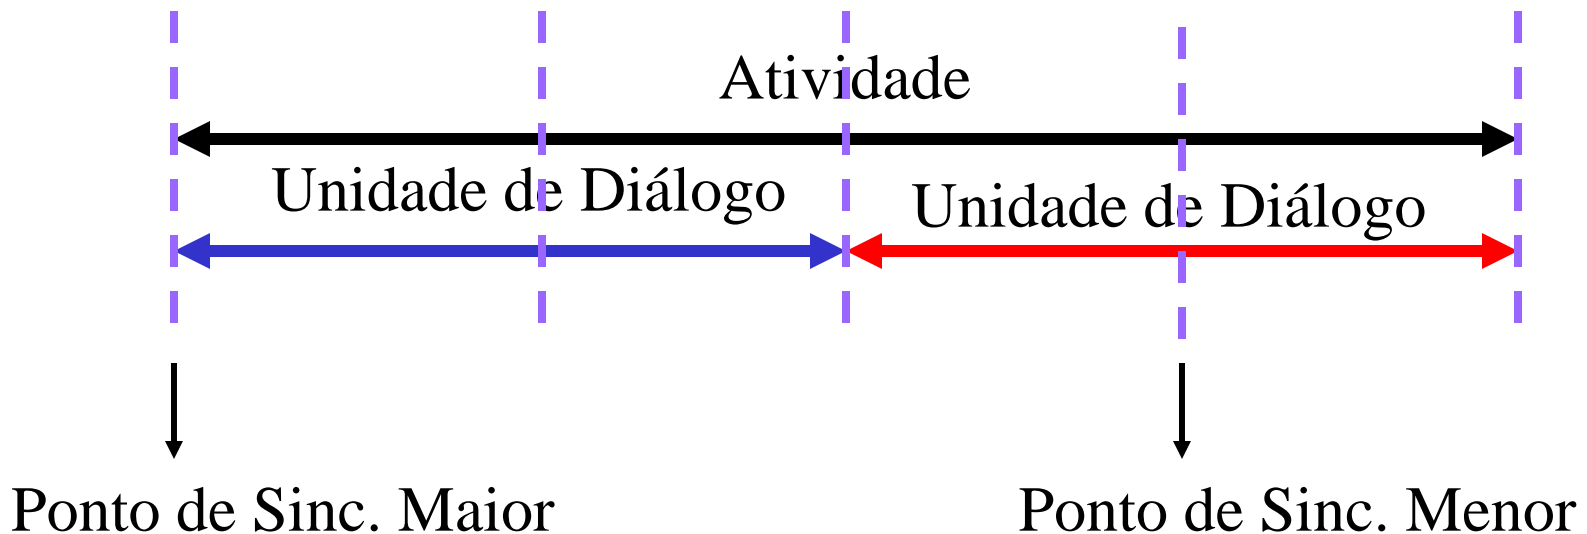 Atividade
Unidade de Diálogo
Unidade de Diálogo
Ponto de Sinc. Maior
Ponto de Sinc. Menor